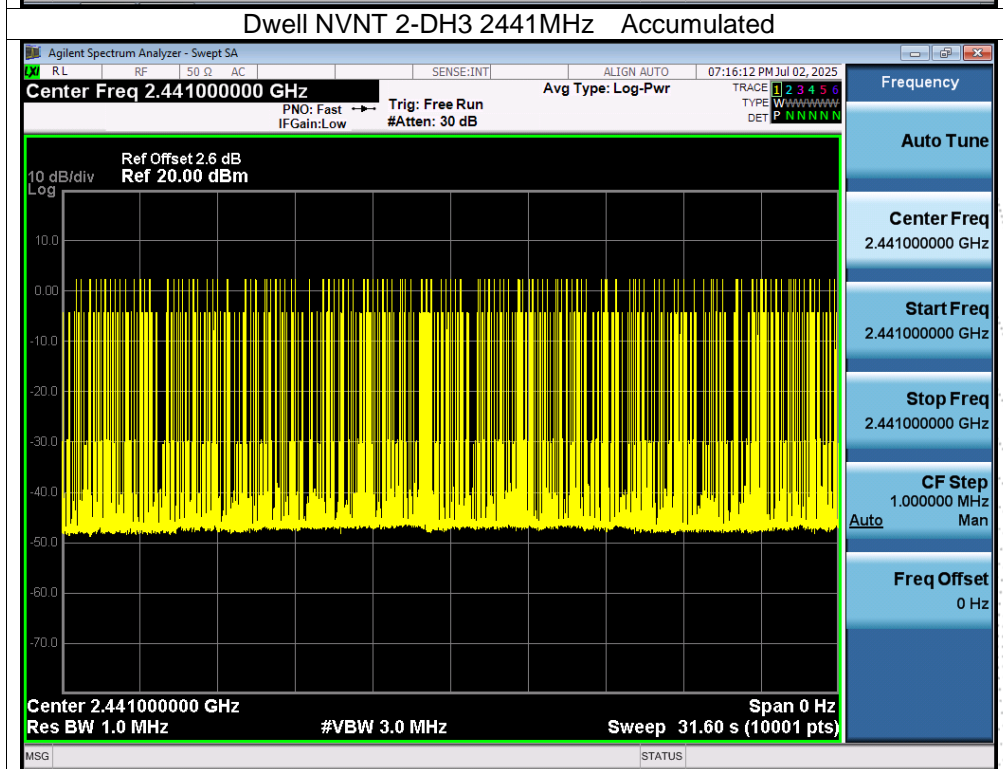 Dwell NVNT 2-DH3 2441MHz Accumulated
Agilent Spectrum Analyzer - Swept SA
LXI RL RF 50 Ω AC SENSE:INT ALIGN AUTO 07:16:12 PM Jul 02, 2025
Center Freq 2.441000000 GHz
PNO: Fast
IFGain:Low
Trig: Free Run
#Atten: 30 dB
Avg Type: Log-Pwr
TRACE 1 2 3 4 5 6
TYPE WWWWWWW
DET P N N N N N
Frequency
Ref Offset 2.6 dB
10 dB/div Ref 20.00 dBm
Log
10.0
0.00
-10.0
-20.0
-30.0
-40.0
-50.0
-60.0
-70.0
Center 2.441000000 GHz Span 0 Hz
Res BW 1.0 MHz #VBW 3.0 MHz Sweep 31.60 s (10001 pts)
Auto Tune
Center Freq
2.441000000 GHz
Start Freq
2.441000000 GHz
Stop Freq
2.441000000 GHz
CF Step
1.000000 MHz
Auto Man
Freq Offset
0 Hz
MSG STATUS